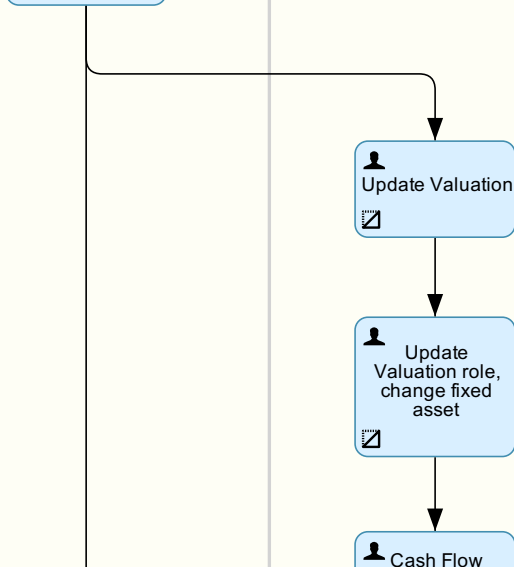 Update Valuation
Update
Valuation role,
change fixed
asset
Cash Flow